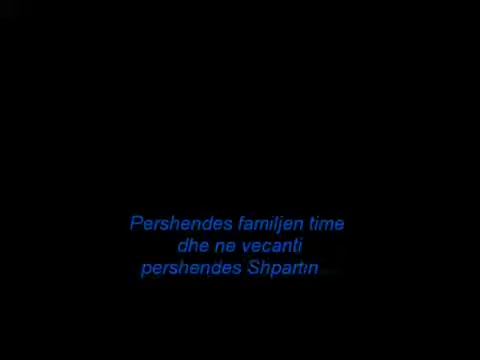 Pershendes familjen time
dhe ne vecanti
pershendes Shpartin....